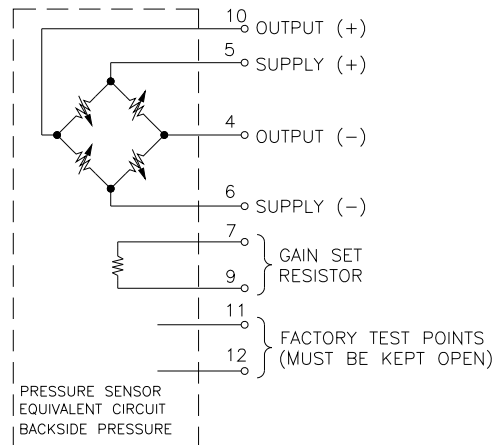 10 OUTPUT (+)
5 SUPPLY (+)
4 OUTPUT (−)
6 SUPPLY (−)
7
GAIN SET
RESISTOR
9
11
FACTORY TEST POINTS
(MUST BE KEPT OPEN)
12
PRESSURE SENSOR
EQUIVALENT CIRCUIT
BACKSIDE PRESSURE